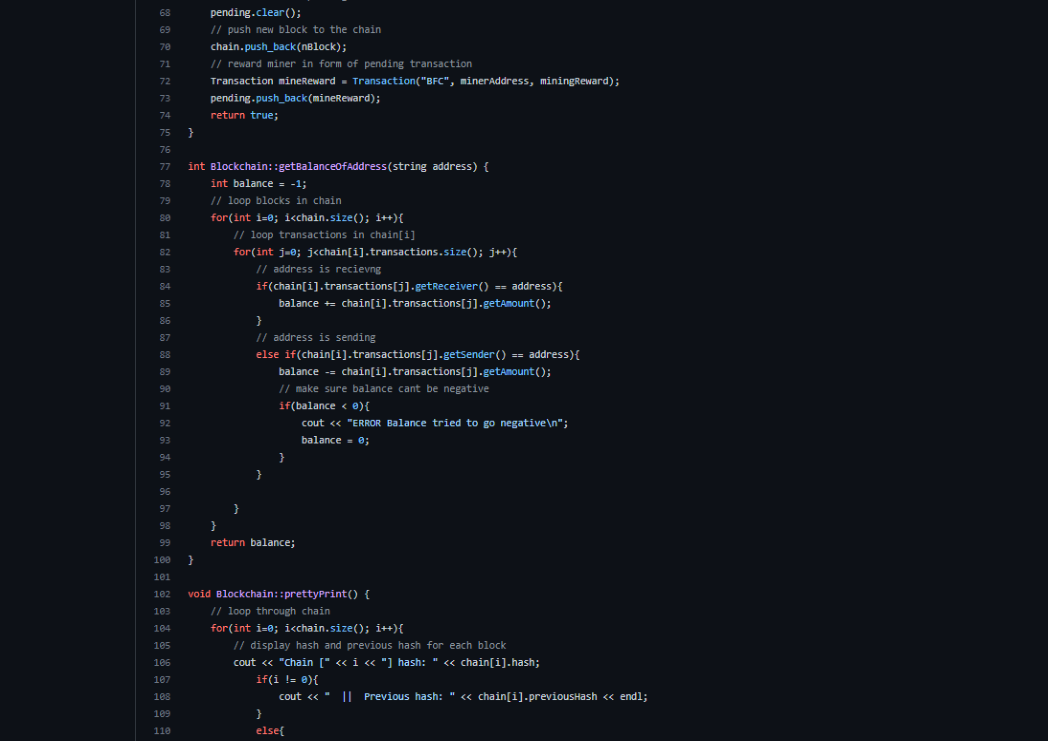 68 pending.clear();
69 // push new block to the chain
70 chain.push_back(nBlock);
71 // reward miner in form of pending transaction
72 Transaction mineReward = Transaction("BFC", minerAddress, miningReward);
73 pending.push_back(mineReward);
74 return true;
75 }
76
77 int Blockchain::getBalanceOfAddress(string address) {
78 int balance = -1;
79 // loop blocks in chain
80 for(int i=0; i<chain.size(); i++){
81 // loop transactions in chain[i]
82 for(int j=0; j<chain[i].transactions.size(); j++){
83 // address is recievng
84 if(chain[i].transactions[j].getReceiver() == address){
85 balance += chain[i].transactions[j].getAmount();
86 }
87 // address is sending
88 else if(chain[i].transactions[j].getSender() == address){
89 balance -= chain[i].transactions[j].getAmount();
90 // make sure balance cant be negative
91 if(balance < 0){
92 cout << "ERROR Balance tried to go negative\n";
93 balance = 0;
94 }
95 }
96
97 }
98 }
99 return balance;
100 }
101
102 void Blockchain::prettyPrint() {
103 // loop through chain
104 for(int i=0; i<chain.size(); i++){
105 // display hash and previous hash for each block
106 cout << "Chain [" << i << "] hash: " << chain[i].hash;
107 if(i != 0){
108 cout << "  ||  Previous hash: " << chain[i].previousHash << endl;
109 }
110 else{